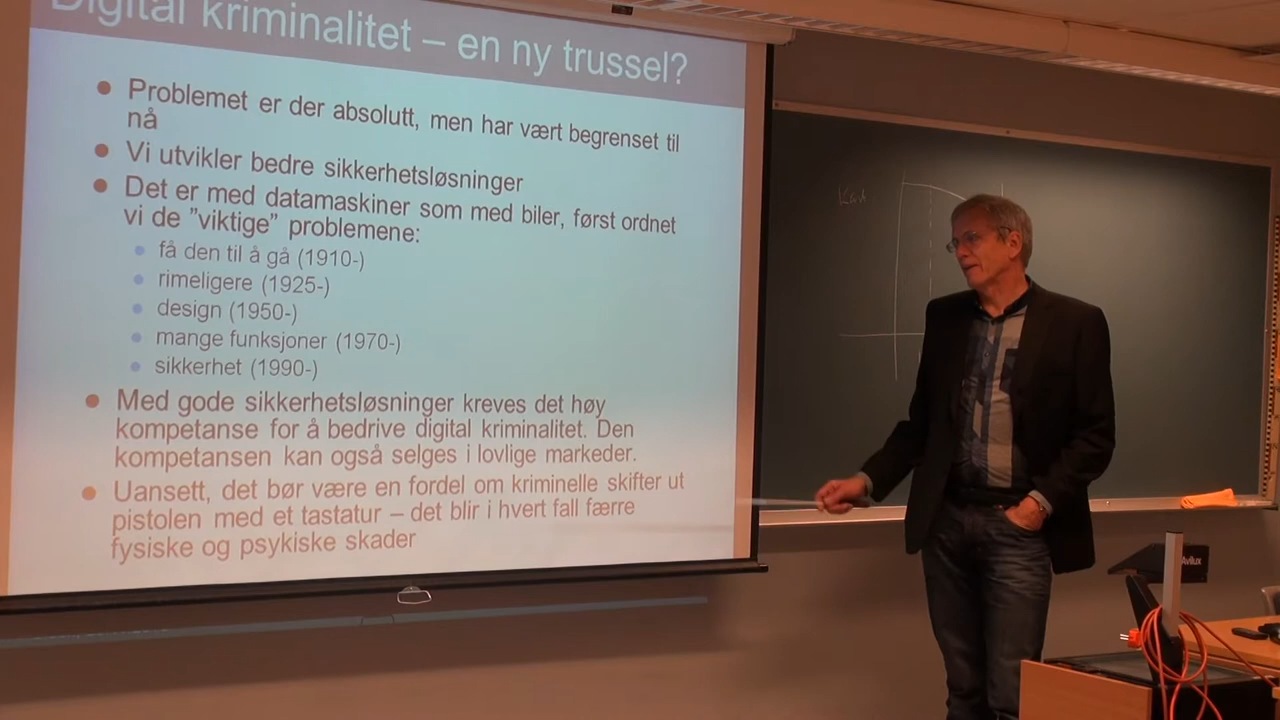 Digital kriminalitet – en ny trussel?
Problemet er der absolutt, men har vært begrenset til
nå
Vi utvikler bedre sikkerhetsløsninger
Det er med datamaskiner som med biler, først ordnet
vi de ”viktige” problemene:
få den til å gå (1910-)
rimeligere (1925-)
design (1950-)
mange funksjoner (1970-)
sikkerhet (1990-)
Med gode sikkerhetsløsninger kreves det høy
kompetanse for å bedrive digital kriminalitet. Den
kompetansen kan også selges i lovlige markeder.
Uansett, det bør være en fordel om kriminelle skifter ut
pistolen med et tastatur – det blir i hvert fall færre
fysiske og psykiske skader
Avilux